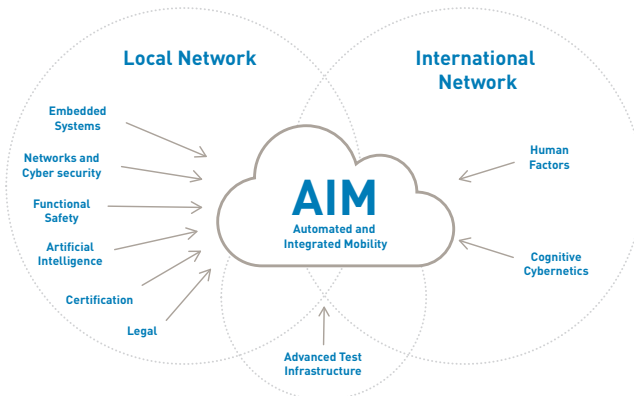 Local Network
International
Network
Embedded
Systems
Networks and
Cyber security
Functional
Safety
Artificial
Intelligence
Certification
Legal
AIM
Automated and
Integrated Mobility
Human
Factors
Cognitive
Cybernetics
Advanced Test
Infrastructure